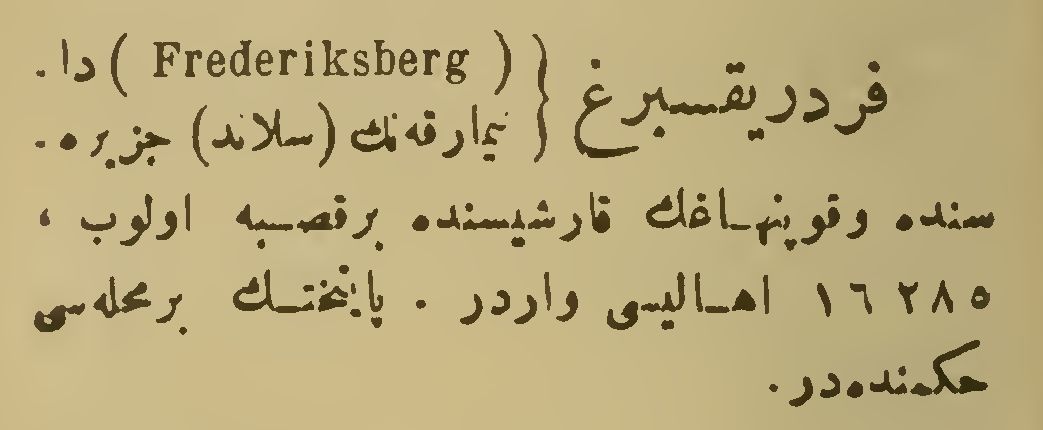 فردریقسبرغ { ( Frederiksberg ) دا.
نیمارقه نك (سلاند) جزیره.
سنده وقوپنهاغك قارشیسنده برقصبه اولوب ،
١٦٢٨٥ اهالیسی واردر . پایتختك برمحله سی
حکمنده در.